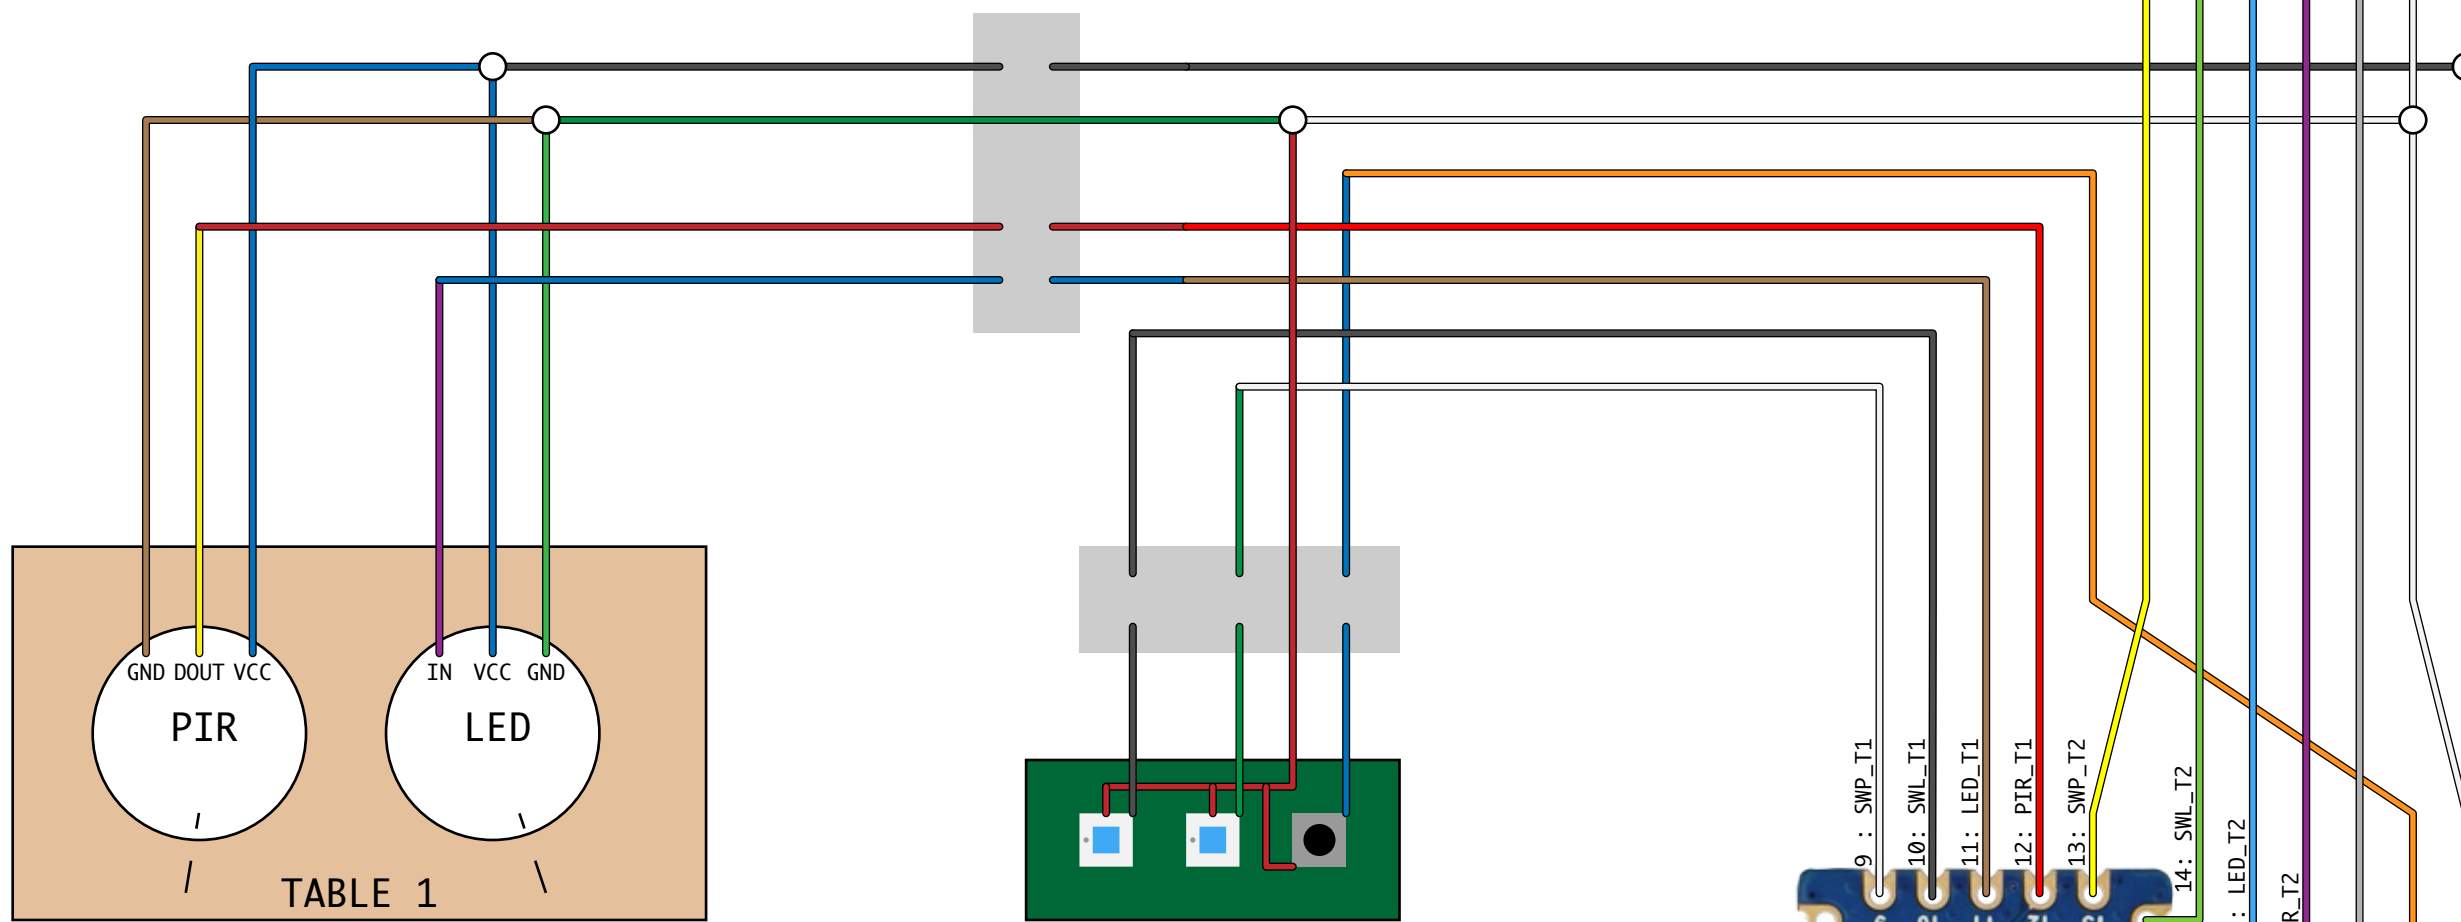 GND DOUT VCC
PIR
IN VCC GND
LED
TABLE 1
9 : SWP_T1
10: SWL_T1
11: LED_T1
12: PIR_T1
13: SWP_T2
14: SWL_T2
: LED_T2
R_T2